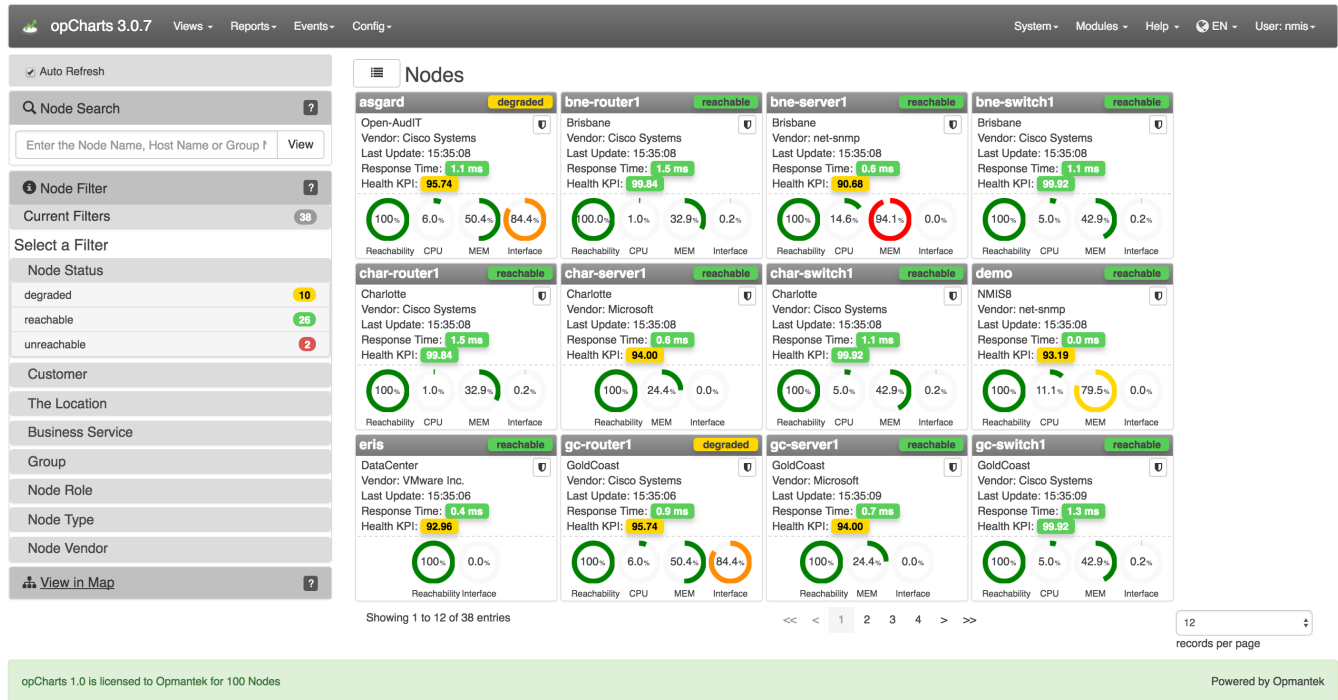 opCharts 3.0.7 Views Reports Events Config System Modules Help EN User: nmis
Auto Refresh
Node Search ?
Enter the Node Name, Host Name or Group N View
Node Filter ?
Current Filters 38
Select a Filter
Node Status
degraded 10
reachable 26
unreachable 2
Customer
The Location
Business Service
Group
Node Role
Node Type
Node Vendor
View in Map ?
Nodes
asgard degraded
Open-AudIT
Vendor: Cisco Systems
Last Update: 15:35:08
Response Time: 1.1 ms
Health KPI: 95.74
100% 6.0% 50.4% 84.4%
Reachability CPU MEM Interface
bne-router1 reachable
Brisbane
Vendor: Cisco Systems
Last Update: 15:35:08
Response Time: 1.5 ms
Health KPI: 99.84
100.0% 1.0% 32.9% 0.2%
Reachability CPU MEM Interface
bne-server1 reachable
Brisbane
Vendor: net-snmp
Last Update: 15:35:08
Response Time: 0.6 ms
Health KPI: 90.68
100% 14.6% 94.1% 0.0%
Reachability CPU MEM Interface
bne-switch1 reachable
Brisbane
Vendor: Cisco Systems
Last Update: 15:35:08
Response Time: 1.1 ms
Health KPI: 99.92
100% 5.0% 42.9% 0.2%
Reachability CPU MEM Interface
char-router1 reachable
Charlotte
Vendor: Cisco Systems
Last Update: 15:35:08
Response Time: 1.5 ms
Health KPI: 99.84
100% 1.0% 32.9% 0.2%
Reachability CPU MEM Interface
char-server1 reachable
Charlotte
Vendor: Microsoft
Last Update: 15:35:08
Response Time: 0.6 ms
Health KPI: 94.00
100% 24.4% 0.0%
Reachability MEM Interface
char-switch1 reachable
Charlotte
Vendor: Cisco Systems
Last Update: 15:35:08
Response Time: 1.1 ms
Health KPI: 99.92
100% 5.0% 42.9% 0.2%
Reachability CPU MEM Interface
demo reachable
NMIS8
Vendor: net-snmp
Last Update: 15:35:08
Response Time: 0.0 ms
Health KPI: 93.19
100% 11.1% 79.5% 0.0%
Reachability CPU MEM Interface
eris reachable
DataCenter
Vendor: VMware Inc.
Last Update: 15:35:06
Response Time: 0.4 ms
Health KPI: 92.96
100% 0.0%
Reachability Interface
gc-router1 degraded
GoldCoast
Vendor: Cisco Systems
Last Update: 15:35:06
Response Time: 0.9 ms
Health KPI: 95.74
100% 6.0% 50.4% 84.4%
Reachability CPU MEM Interface
gc-server1 reachable
GoldCoast
Vendor: Microsoft
Last Update: 15:35:09
Response Time: 0.7 ms
Health KPI: 94.00
100% 24.4% 0.0%
Reachability MEM Interface
gc-switch1 reachable
GoldCoast
Vendor: Cisco Systems
Last Update: 15:35:09
Response Time: 1.3 ms
Health KPI: 99.92
100% 5.0% 42.9% 0.2%
Reachability CPU MEM Interface
Showing 1 to 12 of 38 entries
<< < 1 2 3 4 > >>
12
records per page
opCharts 1.0 is licensed to Opmantek for 100 Nodes
Powered by Opmantek